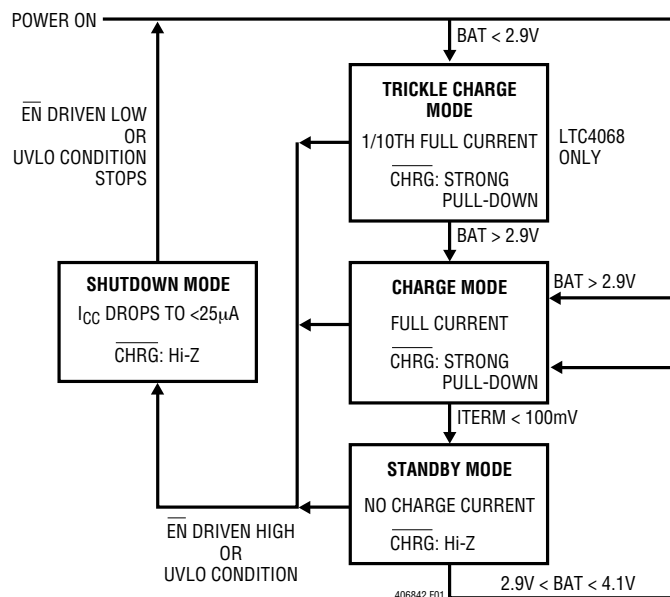 POWER ON
BAT < 2.9V
TRICKLE CHARGE
MODE
1/10TH FULL CURRENT
CHRG: STRONG
PULL-DOWN
LTC4068
ONLY
EN DRIVEN LOW
OR
UVLO CONDITION
STOPS
BAT > 2.9V
SHUTDOWN MODE
ICC DROPS TO <25µA
CHRG: Hi-Z
CHARGE MODE
FULL CURRENT
CHRG: STRONG
PULL-DOWN
BAT > 2.9V
ITERM < 100mV
STANDBY MODE
NO CHARGE CURRENT
CHRG: Hi-Z
EN DRIVEN HIGH
OR
UVLO CONDITION
406842 F01
2.9V < BAT < 4.1V